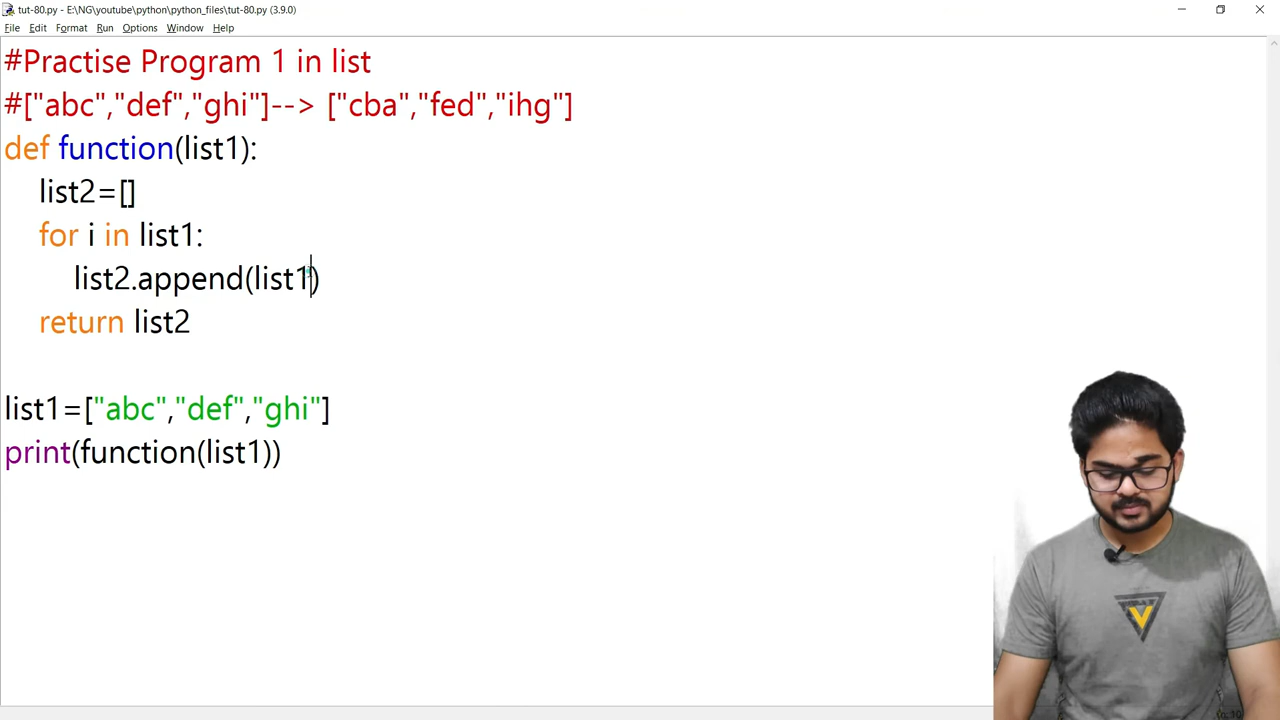 tut-80.py - E:\NG\youtube\python\python_files\tut-80.py (3.9.0)
File Edit Format Run Options Window Help
#Practise Program 1 in list
#["abc","def","ghi"]--> ["cba","fed","ihg"]
def function(list1):
list2=[]
for i in list1:
list2.append(list1)
return list2
list1=["abc","def","ghi"]
print(function(list1))